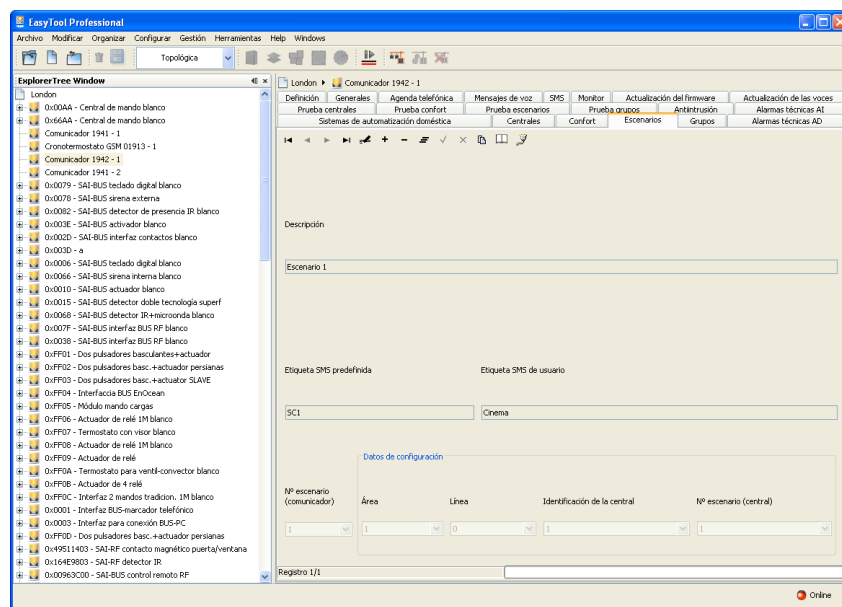 EasyTool Professional
Archivo Modificar Organizar Configurar Gestión Herramientas Help Windows
Topológica
ExplorerTree Window
London
0x00AA - Central de mando blanco
0x66AA - Central de mando blanco
Comunicador 1941 - 1
Cronotermostato GSM 01913 - 1
Comunicador 1942 - 1
Comunicador 1941 - 2
0x0079 - SAI-BUS teclado digital blanco
0x0078 - SAI-BUS sirena externa
0x0082 - SAI-BUS detector de presencia IR blanco
0x003E - SAI-BUS activador blanco
0x002D - SAI-BUS interfaz contactos blanco
0x003D - a
0x0006 - SAI-BUS teclado digital blanco
0x0066 - SAI-BUS sirena interna blanco
0x0010 - SAI-BUS actuador blanco
0x0015 - SAI-BUS detector doble tecnología superf
0x0068 - SAI-BUS detector IR+microonda blanco
0x007F - SAI-BUS interfaz BUS RF blanco
0x0038 - SAI-BUS interfaz BUS RF blanco
0xFF01 - Dos pulsadores basculantes+actuador
0xFF02 - Dos pulsadores basc.+actuador persianas
0xFF03 - Dos pulsadores basc.+actuator SLAVE
0xFF04 - Interfaccia BUS EnOcean
0xFF05 - Módulo mando cargas
0xFF06 - Actuador de relé 1M blanco
0xFF07 - Termostato con visor blanco
0xFF08 - Actuador de relé 1M blanco
0xFF09 - Actuador de relé
0xFF0A - Termostato para ventil-convector blanco
0xFF0B - Actuador de 4 relé
0xFF0C - Interfaz 2 mandos tradicion. 1M blanco
0x0001 - Interfaz BUS-marcador telefónico
0x0003 - Interfaz para conexión BUS-PC
0xFF0D - Dos pulsadores basc.+actuador persianas
0x49511403 - SAI-RF contacto magnético puerta/ventana
0x164E9803 - SAI-RF detector IR
0x00963C00 - SAI-BUS control remoto RF
London Comunicador 1942 - 1
Definición Generales Agenda telefónica Mensajes de voz SMS Monitor Actualización del firmware Actualización de las voces
Prueba centrales Prueba confort Prueba escenarios Prueba grupos Antiintrusión Alarmas técnicas AI
Sistemas de automatización doméstica Centrales Confort Escenarios Grupos Alarmas técnicas AD
Descripción
Escenario 1
Etiqueta SMS predefinida Etiqueta SMS de usuario
SC1 Cinema
Datos de configuración
Nº escenario (comunicador) Área Línea Identificación de la central Nº escenario (central)
1 1 0 1 1
Registro 1/1
Online